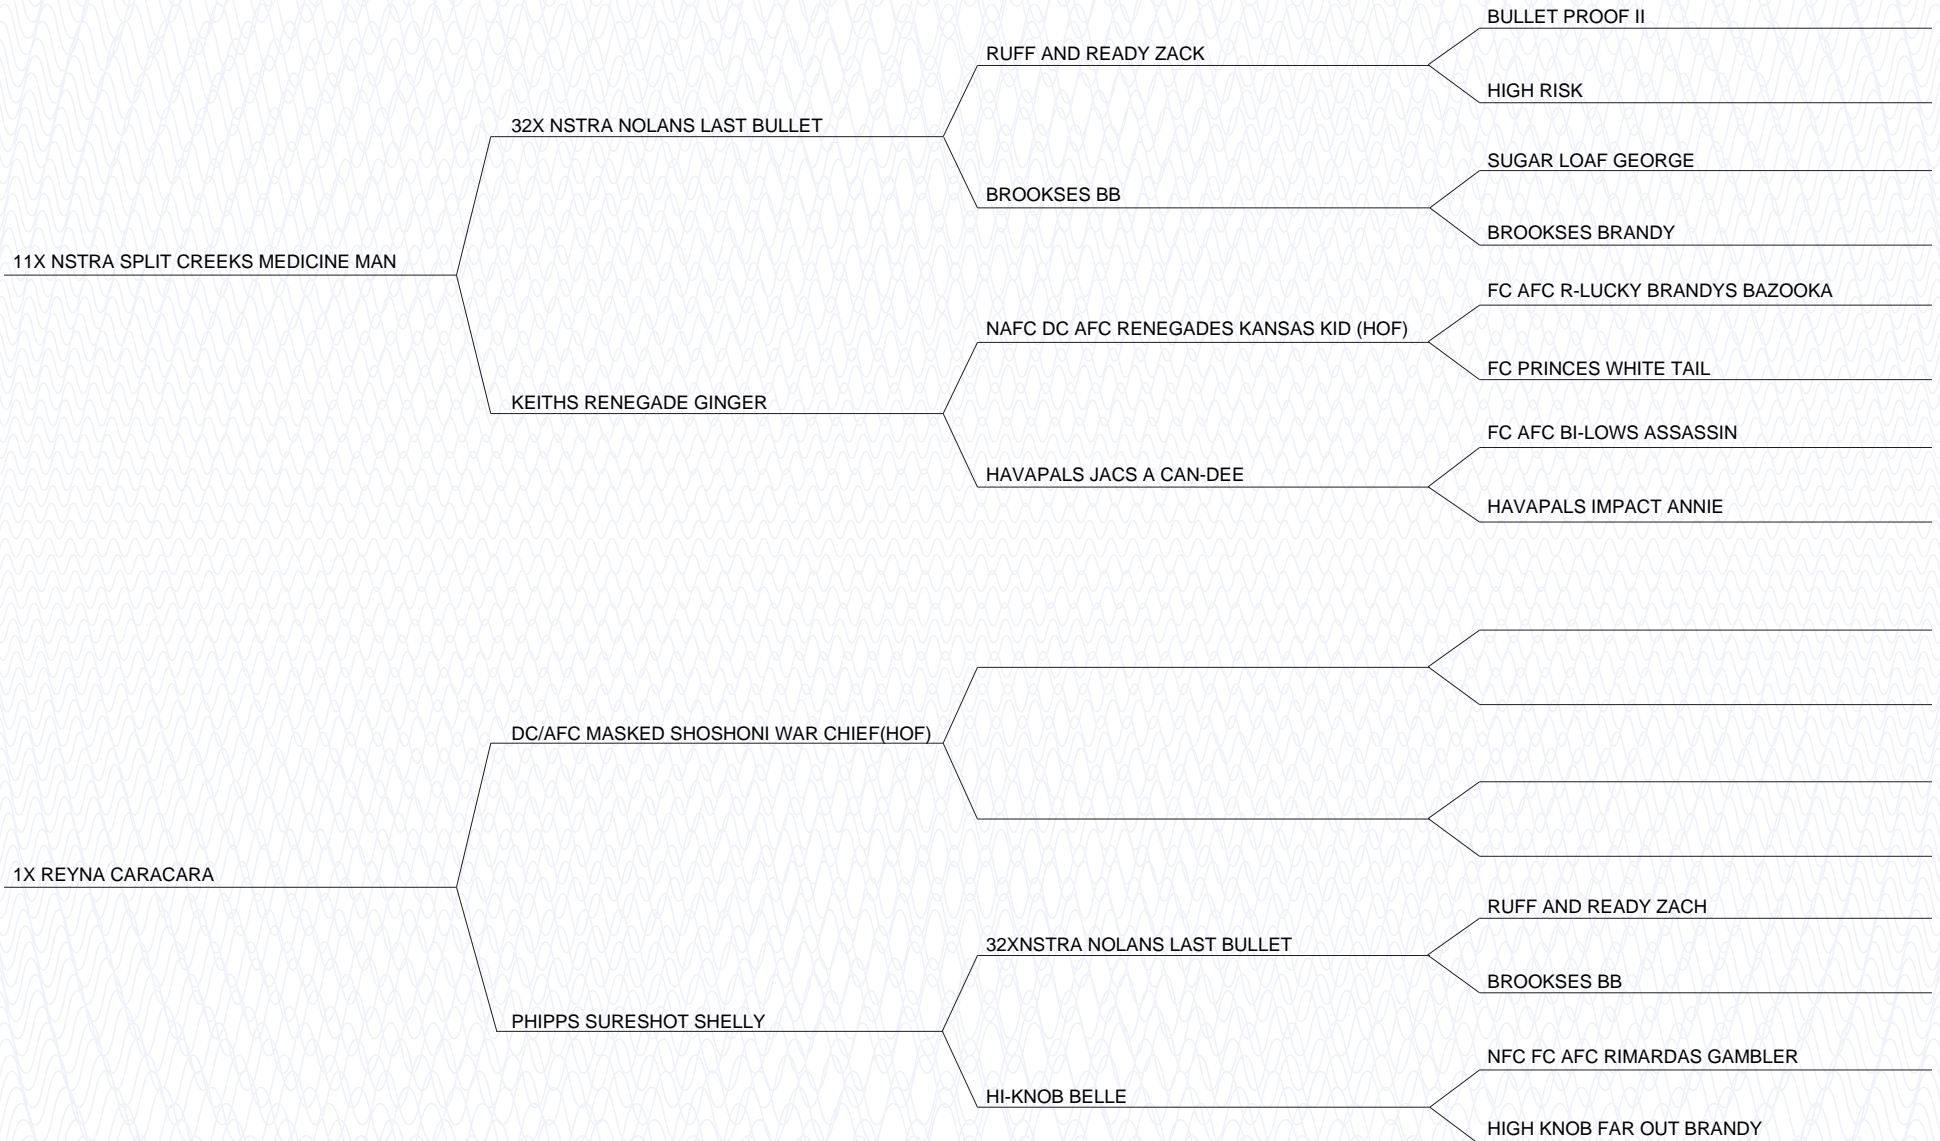 BULLET PROOF II
RUFF AND READY ZACK
HIGH RISK
32X NSTRA NOLANS LAST BULLET
SUGAR LOAF GEORGE
BROOKSES BB
BROOKSES BRANDY
11X NSTRA SPLIT CREEKS MEDICINE MAN
FC AFC R-LUCKY BRANDYS BAZOOKA
NAFC DC AFC RENEGADES KANSAS KID (HOF)
FC PRINCES WHITE TAIL
KEITHS RENEGADE GINGER
FC AFC BI-LOWS ASSASSIN
HAVAPALS JACS A CAN-DEE
HAVAPALS IMPACT ANNIE
DC/AFC MASKED SHOSHONI WAR CHIEF(HOF)
1X REYNA CARACARA
RUFF AND READY ZACH
32XNSTRA NOLANS LAST BULLET
BROOKSES BB
PHIPPS SURESHOT SHELLY
NFC FC AFC RIMARDAS GAMBLER
HI-KNOB BELLE
HIGH KNOB FAR OUT BRANDY